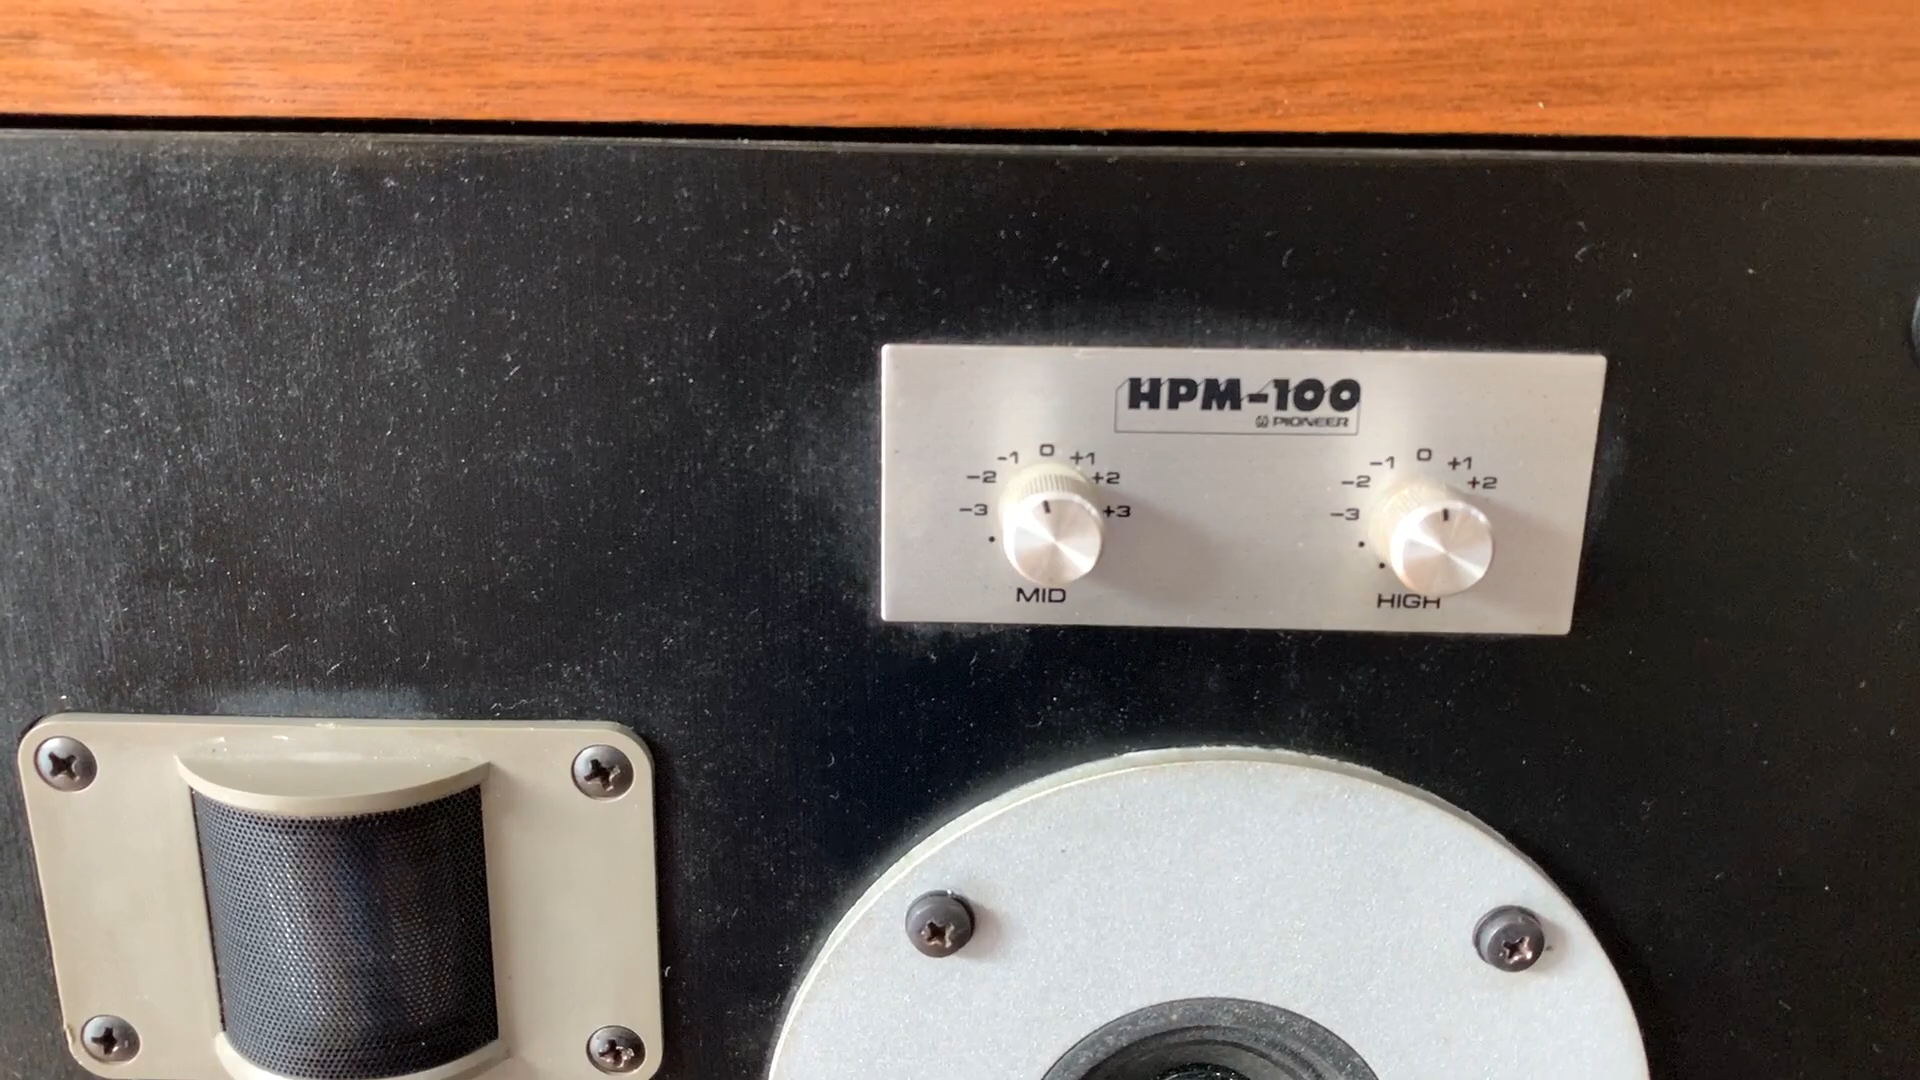 HPM-100
PIONEER
-3 -2 -1 0 +1 +2 +3
MID
-3 -2 -1 0 +1 +2
HIGH